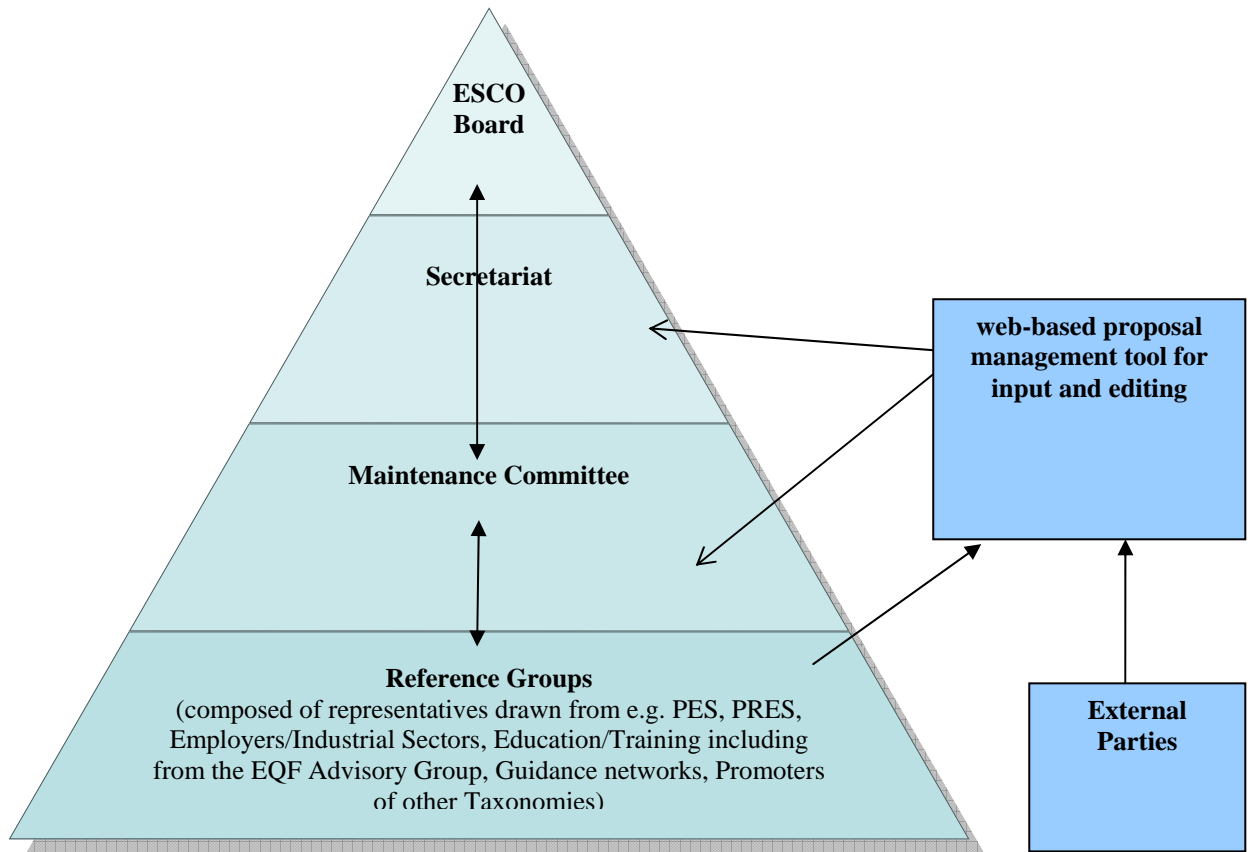 ESCO
Board
Secretariat
web-based proposal
management tool for
input and editing
Maintenance Committee
Reference Groups
(composed of representatives drawn from e.g. PES, PRES,
Employers/Industrial Sectors, Education/Training including
from the EQF Advisory Group, Guidance networks, Promoters
of other Taxonomies)
External
Parties